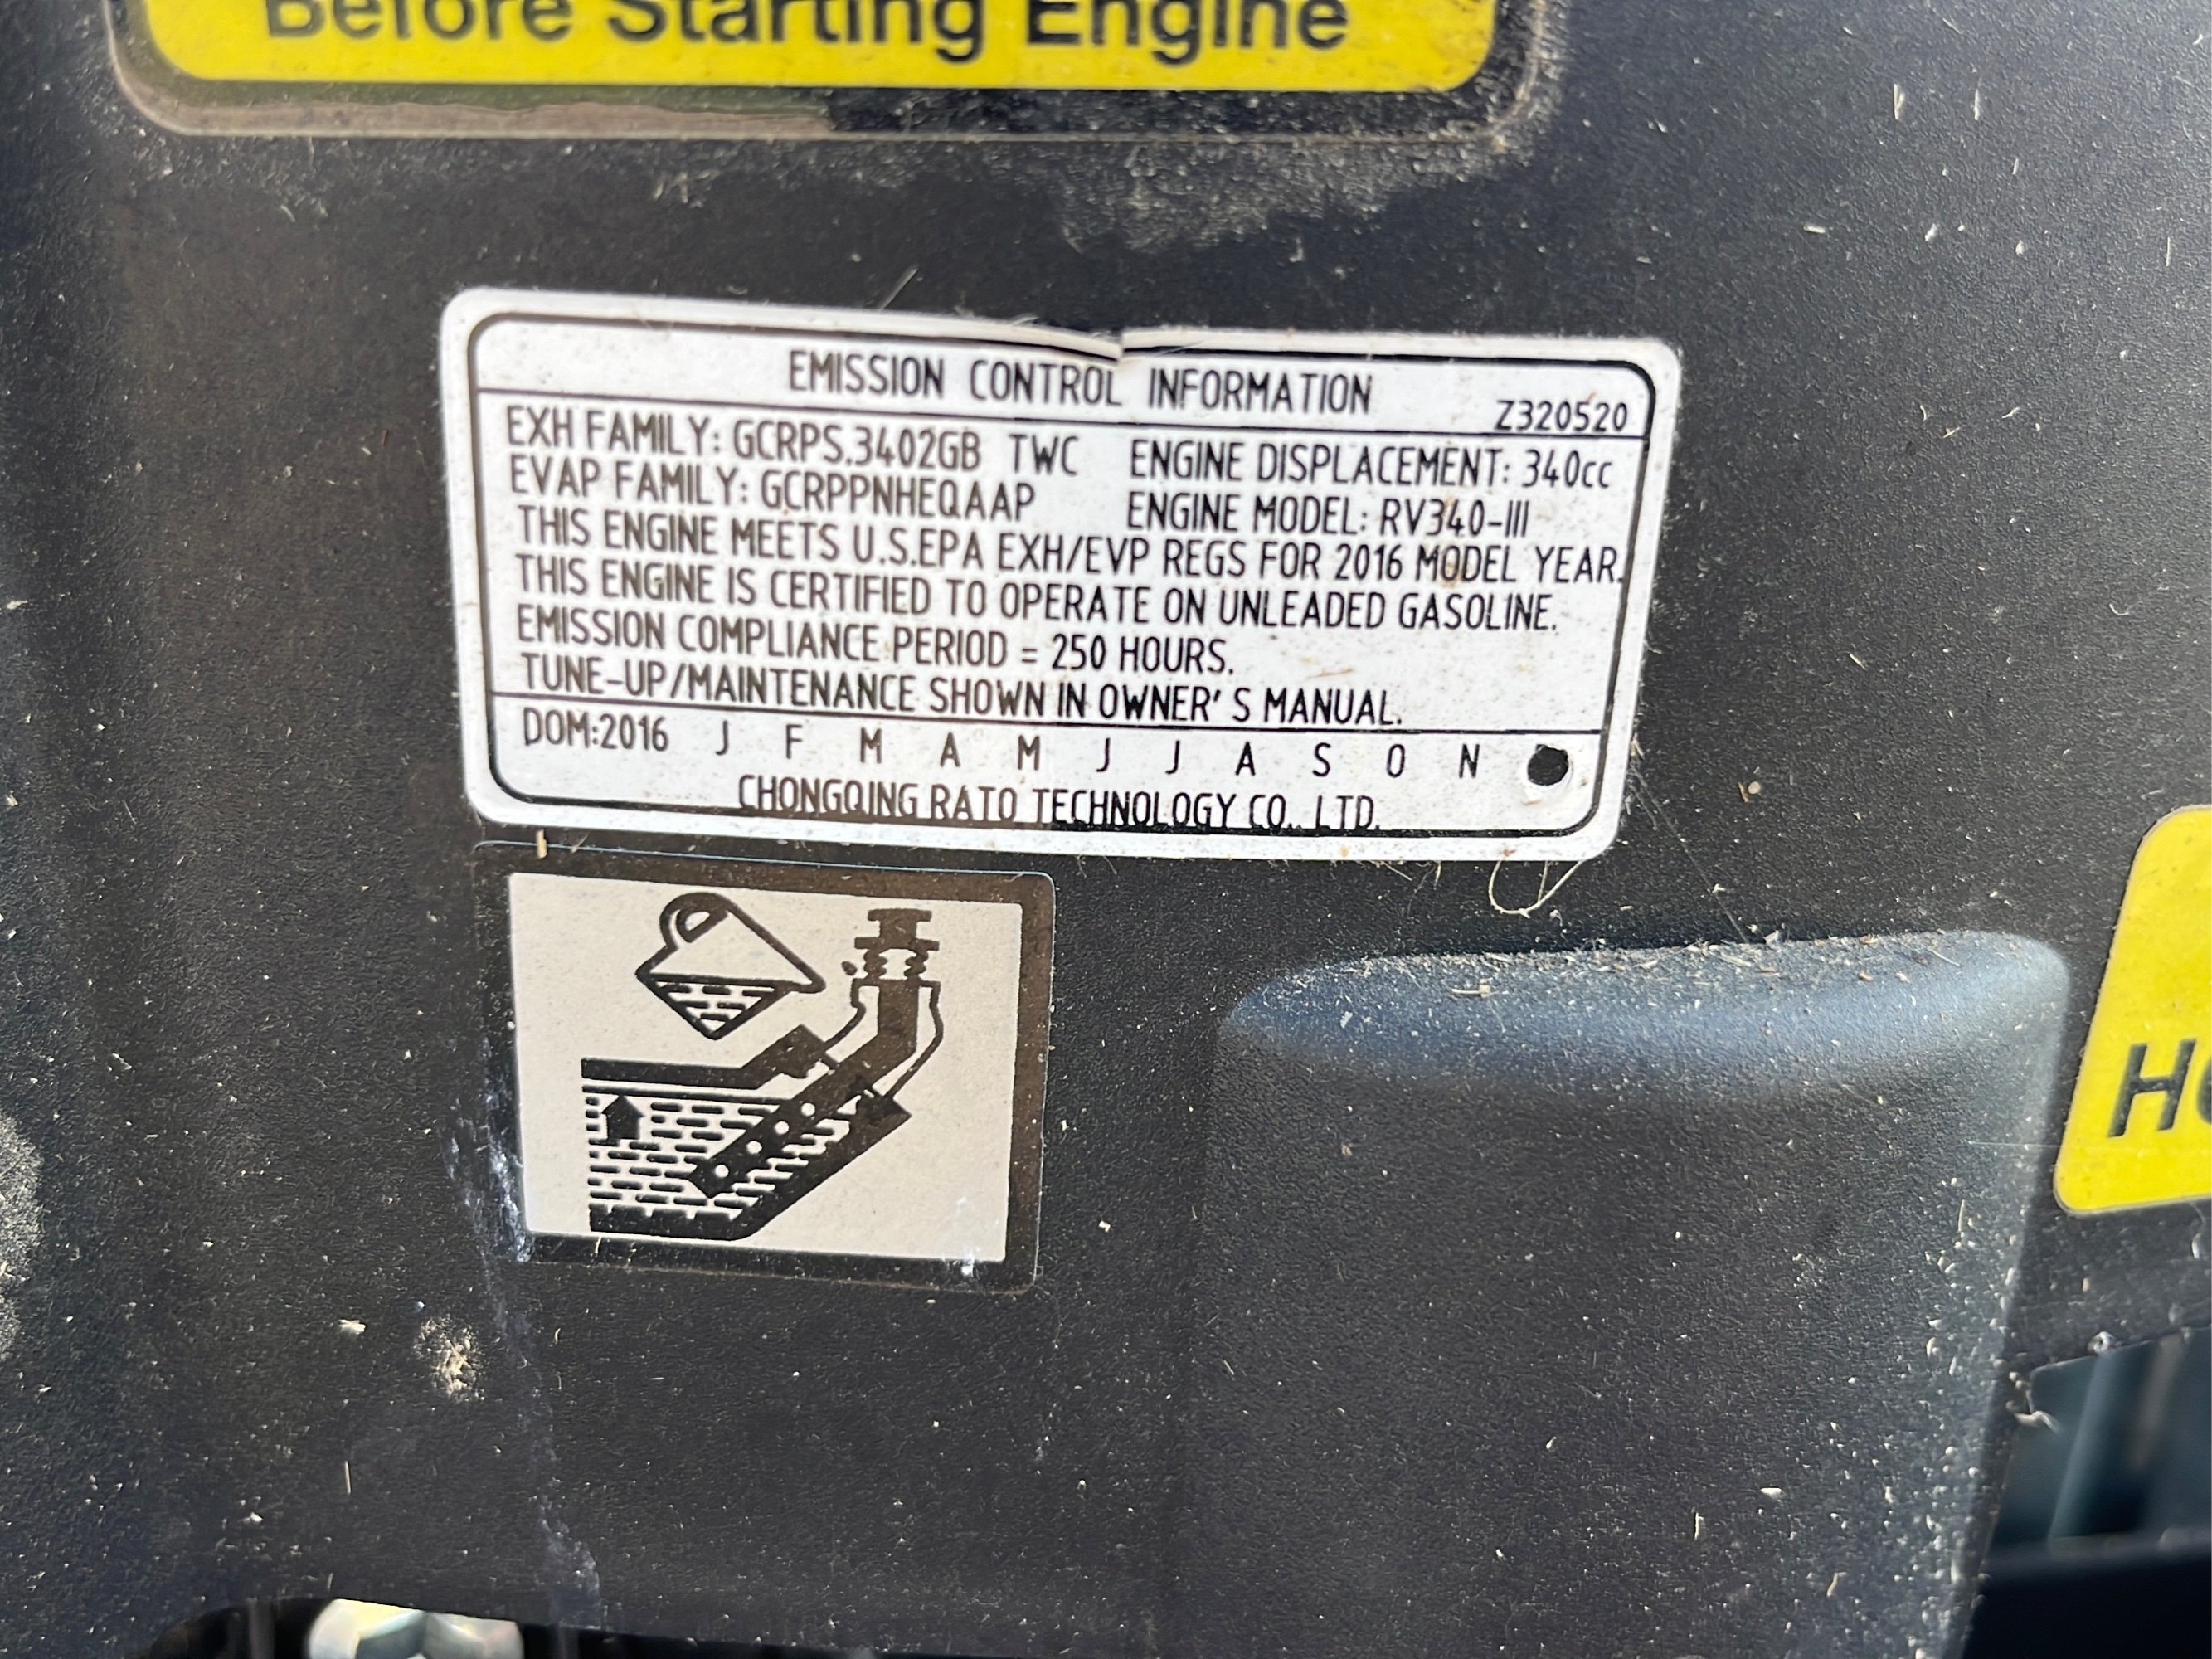 Before Starting Engine
EMISSION CONTROL INFORMATION Z320520
EXH FAMILY: GCRPS.3402GB TWC ENGINE DISPLACEMENT: 340cc
EVAP FAMILY: GCRPPNHEQAAP ENGINE MODEL: RV340-III
THIS ENGINE MEETS U.S.EPA EXH/EVP REGS FOR 2016 MODEL YEAR.
THIS ENGINE IS CERTIFIED TO OPERATE ON UNLEADED GASOLINE.
EMISSION COMPLIANCE PERIOD = 250 HOURS.
TUNE-UP/MAINTENANCE SHOWN IN OWNER' S MANUAL.
DOM:2016 J F M A M J J A S O N
CHONGQING RATO TECHNOLOGY CO., LTD.